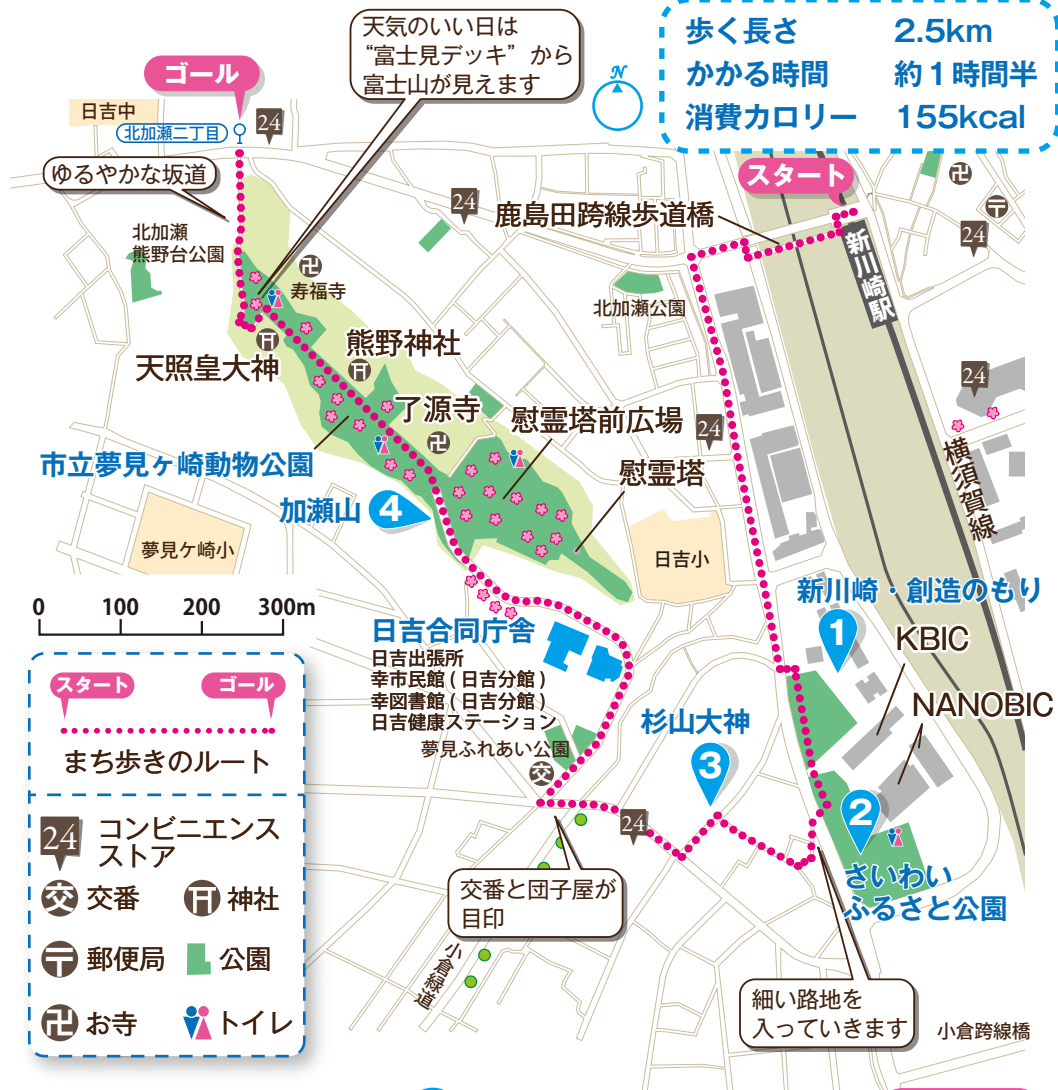 歩く長さ 2.5km
かかる時間 約1時間半
消費カロリー 155kcal
天気のいい日は
“富士見デッキ”から
富士山が見えます
N
ゴール
日吉中
北加瀬二丁目
24
ゆるやかな坂道
スタート
24
鹿島田跨線歩道橋
24
新川崎駅
北加瀬
熊野台公園
寿福寺
北加瀬公園
天照皇大神
熊野神社
24
了源寺
慰霊塔前広場
24
横須賀線
市立夢見ヶ崎動物公園
慰霊塔
加瀬山
4
夢見ケ崎小
日吉小
0 100 200 300m
新川崎・創造のもり
1
KBIC
日吉合同庁舎
日吉出張所
幸市民館(日吉分館)
幸図書館(日吉分館)
日吉健康ステーション
NANOBIC
夢見ふれあい公園
交
杉山大神
3
24
2
さいわい
ふるさと公園
交番と団子屋が
目印
小倉緑道
細い路地を
入っていきます
小倉跨線橋
スタート
ゴール
まち歩きのルート
24
コンビニエンス
ストア
交 交番
神社
〒 郵便局
公園
卍 お寺
トイレ